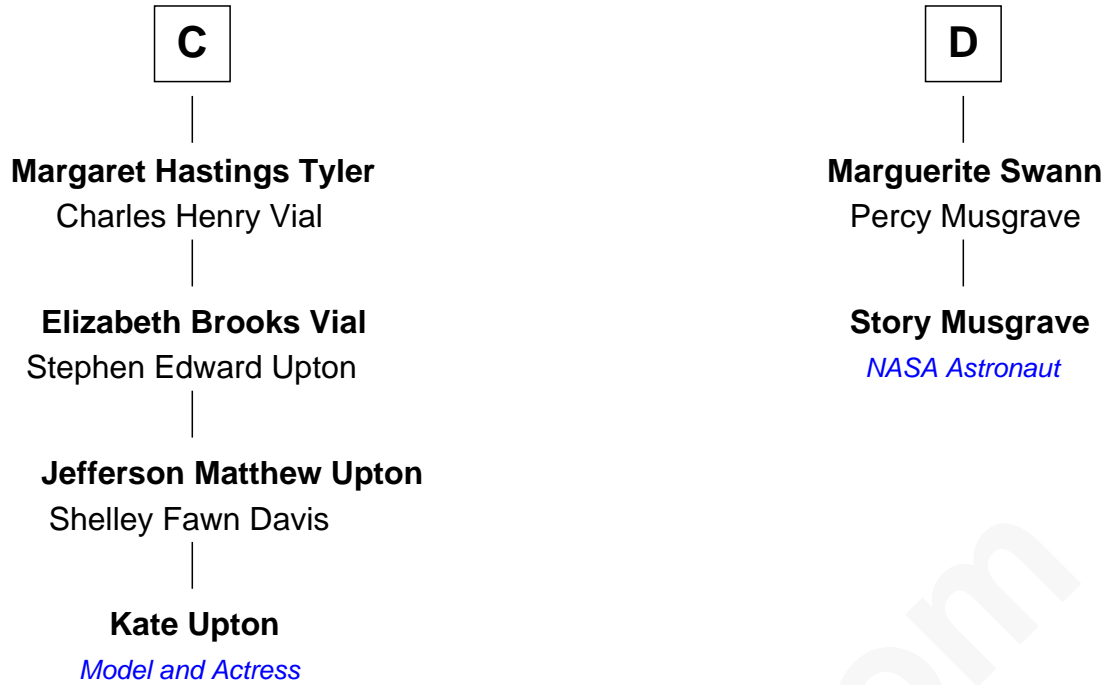 C
Margaret Hastings Tyler
Charles Henry Vial
Elizabeth Brooks Vial
Stephen Edward Upton
Jefferson Matthew Upton
Shelley Fawn Davis
Kate Upton
Model and Actress
D
Marguerite Swann
Percy Musgrave
Story Musgrave
NASA Astronaut
om